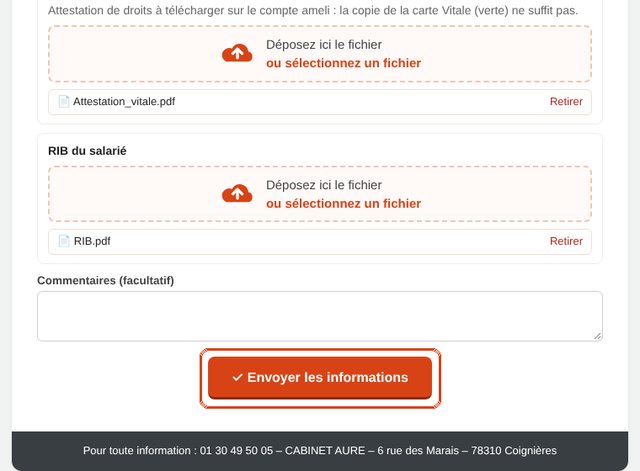 Attestation de droits à télécharger sur le compte ameli : la copie de la carte Vitale (verte) ne suffit pas.
Déposez ici le fichier
ou sélectionnez un fichier
Attestation_vitale.pdf Retirer
RIB du salarié
Déposez ici le fichier
ou sélectionnez un fichier
RIB.pdf Retirer
Commentaires (facultatif)
✓ Envoyer les informations
Pour toute information : 01 30 49 50 05 – CABINET AURE – 6 rue des Marais – 78310 Coignières